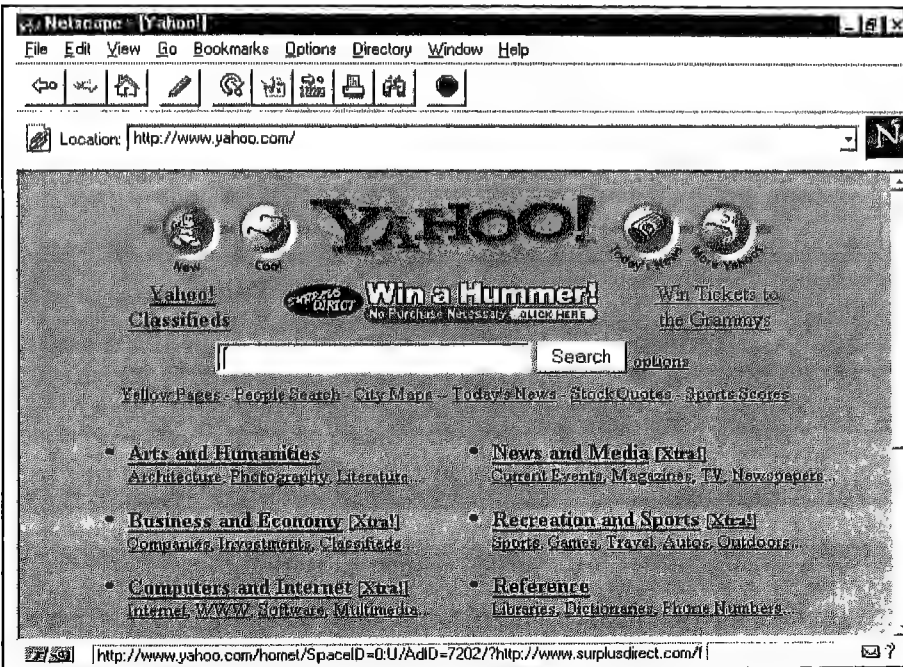 Netscape - [Yahoo!]
File Edit View Go Bookmarks Options Directory Window Help
Location: http://www.yahoo.com/
N
New Cool YAHOO! Today's News More Yahoos
Yahoo! Classifieds
SURPLUS DIRECT
Win a Hummer!
No Purchase Necessary CLICK HERE
Win Tickets to the Grammys
Search options
Yellow Pages - People Search - City Maps -- Today's News - Stock Quotes - Sports Scores
• Arts and Humanities
Architecture, Photography, Literature...
• Business and Economy [Xtra!]
Companies, Investments, Classifieds...
• Computers and Internet [Xtra!]
Internet, WWW, Software, Multimedia...
• News and Media [Xtra!]
Current Events, Magazines, TV, Newspapers...
• Recreation and Sports [Xtra!]
Sports, Games, Travel, Autos, Outdoors...
• Reference
Libraries, Dictionaries, Phone Numbers...
http://www.yahoo.com/homet/SpaceID=0:U/AdID=7202/?http://www.surplusdirect.com/f
?